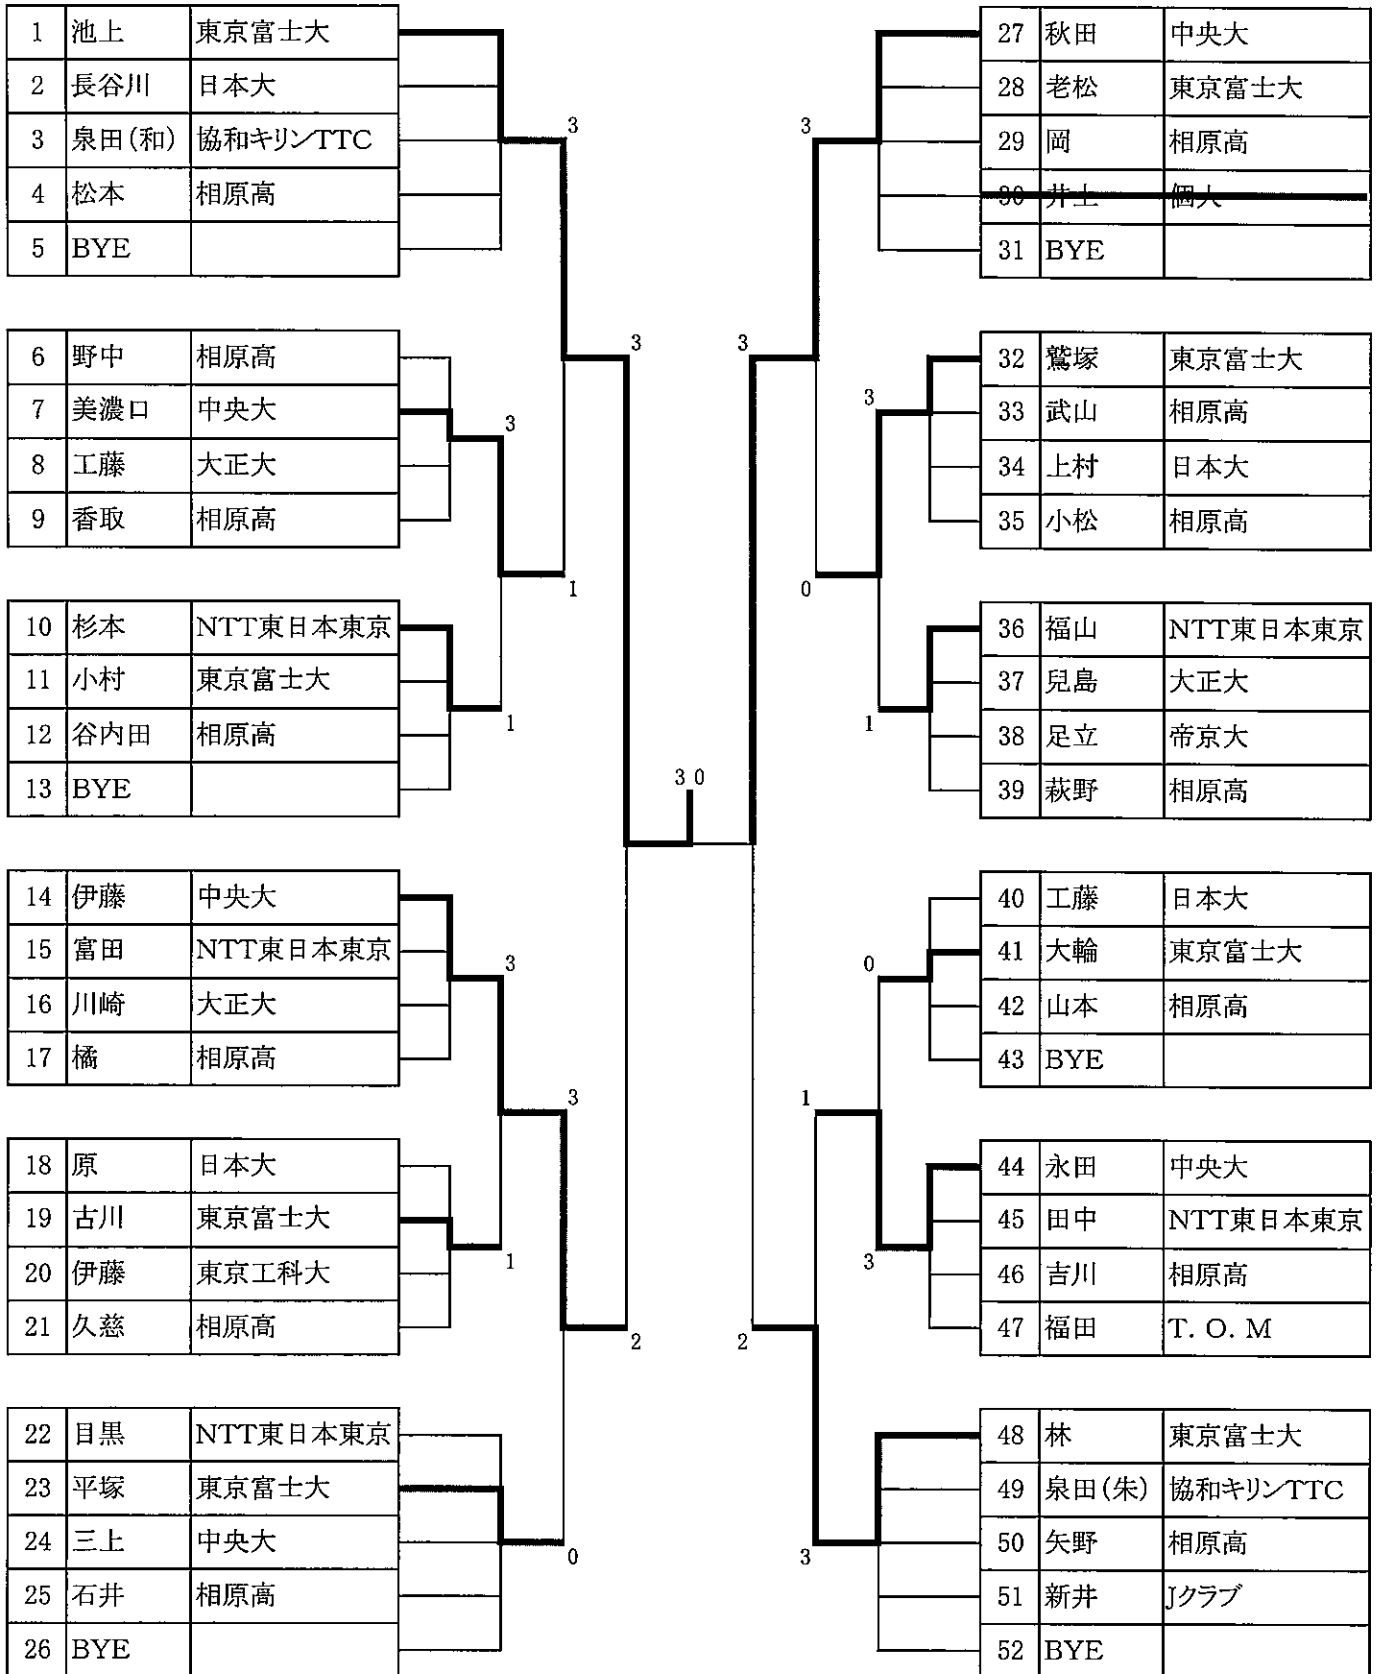 1 池上 東京富士大
2 長谷川 日本大
3 泉田(和) 協和キリンTTC
4 松本 相原高
5 BYE
3
6 野中 相原高
7 美濃口 中央大
8 工藤 大正大
9 香取 相原高
3
3
1
10 杉本 NTT東日本東京
11 小村 東京富士大
12 谷内田 相原高
13 BYE
1
14 伊藤 中央大
15 富田 NTT東日本東京
16 川崎 大正大
17 橘 相原高
3
3
18 原 日本大
19 古川 東京富士大
20 伊藤 東京工科大
21 久慈 相原高
1
2
22 目黒 NTT東日本東京
23 平塚 東京富士大
24 三上 中央大
25 石井 相原高
26 BYE
0
3 0
27 秋田 中央大
28 老松 東京富士大
29 岡 相原高
30 井上 個人
31 BYE
3
3
32 鷲塚 東京富士大
33 武山 相原高
34 上村 日本大
35 小松 相原高
3
0
36 福山 NTT東日本東京
37 兒島 大正大
38 足立 帝京大
39 萩野 相原高
1
40 工藤 日本大
41 大輪 東京富士大
42 山本 相原高
43 BYE
0
1
44 永田 中央大
45 田中 NTT東日本東京
46 吉川 相原高
47 福田 T. O. M
3
2
48 林 東京富士大
49 泉田(朱) 協和キリンTTC
50 矢野 相原高
51 新井 Jクラブ
52 BYE
3